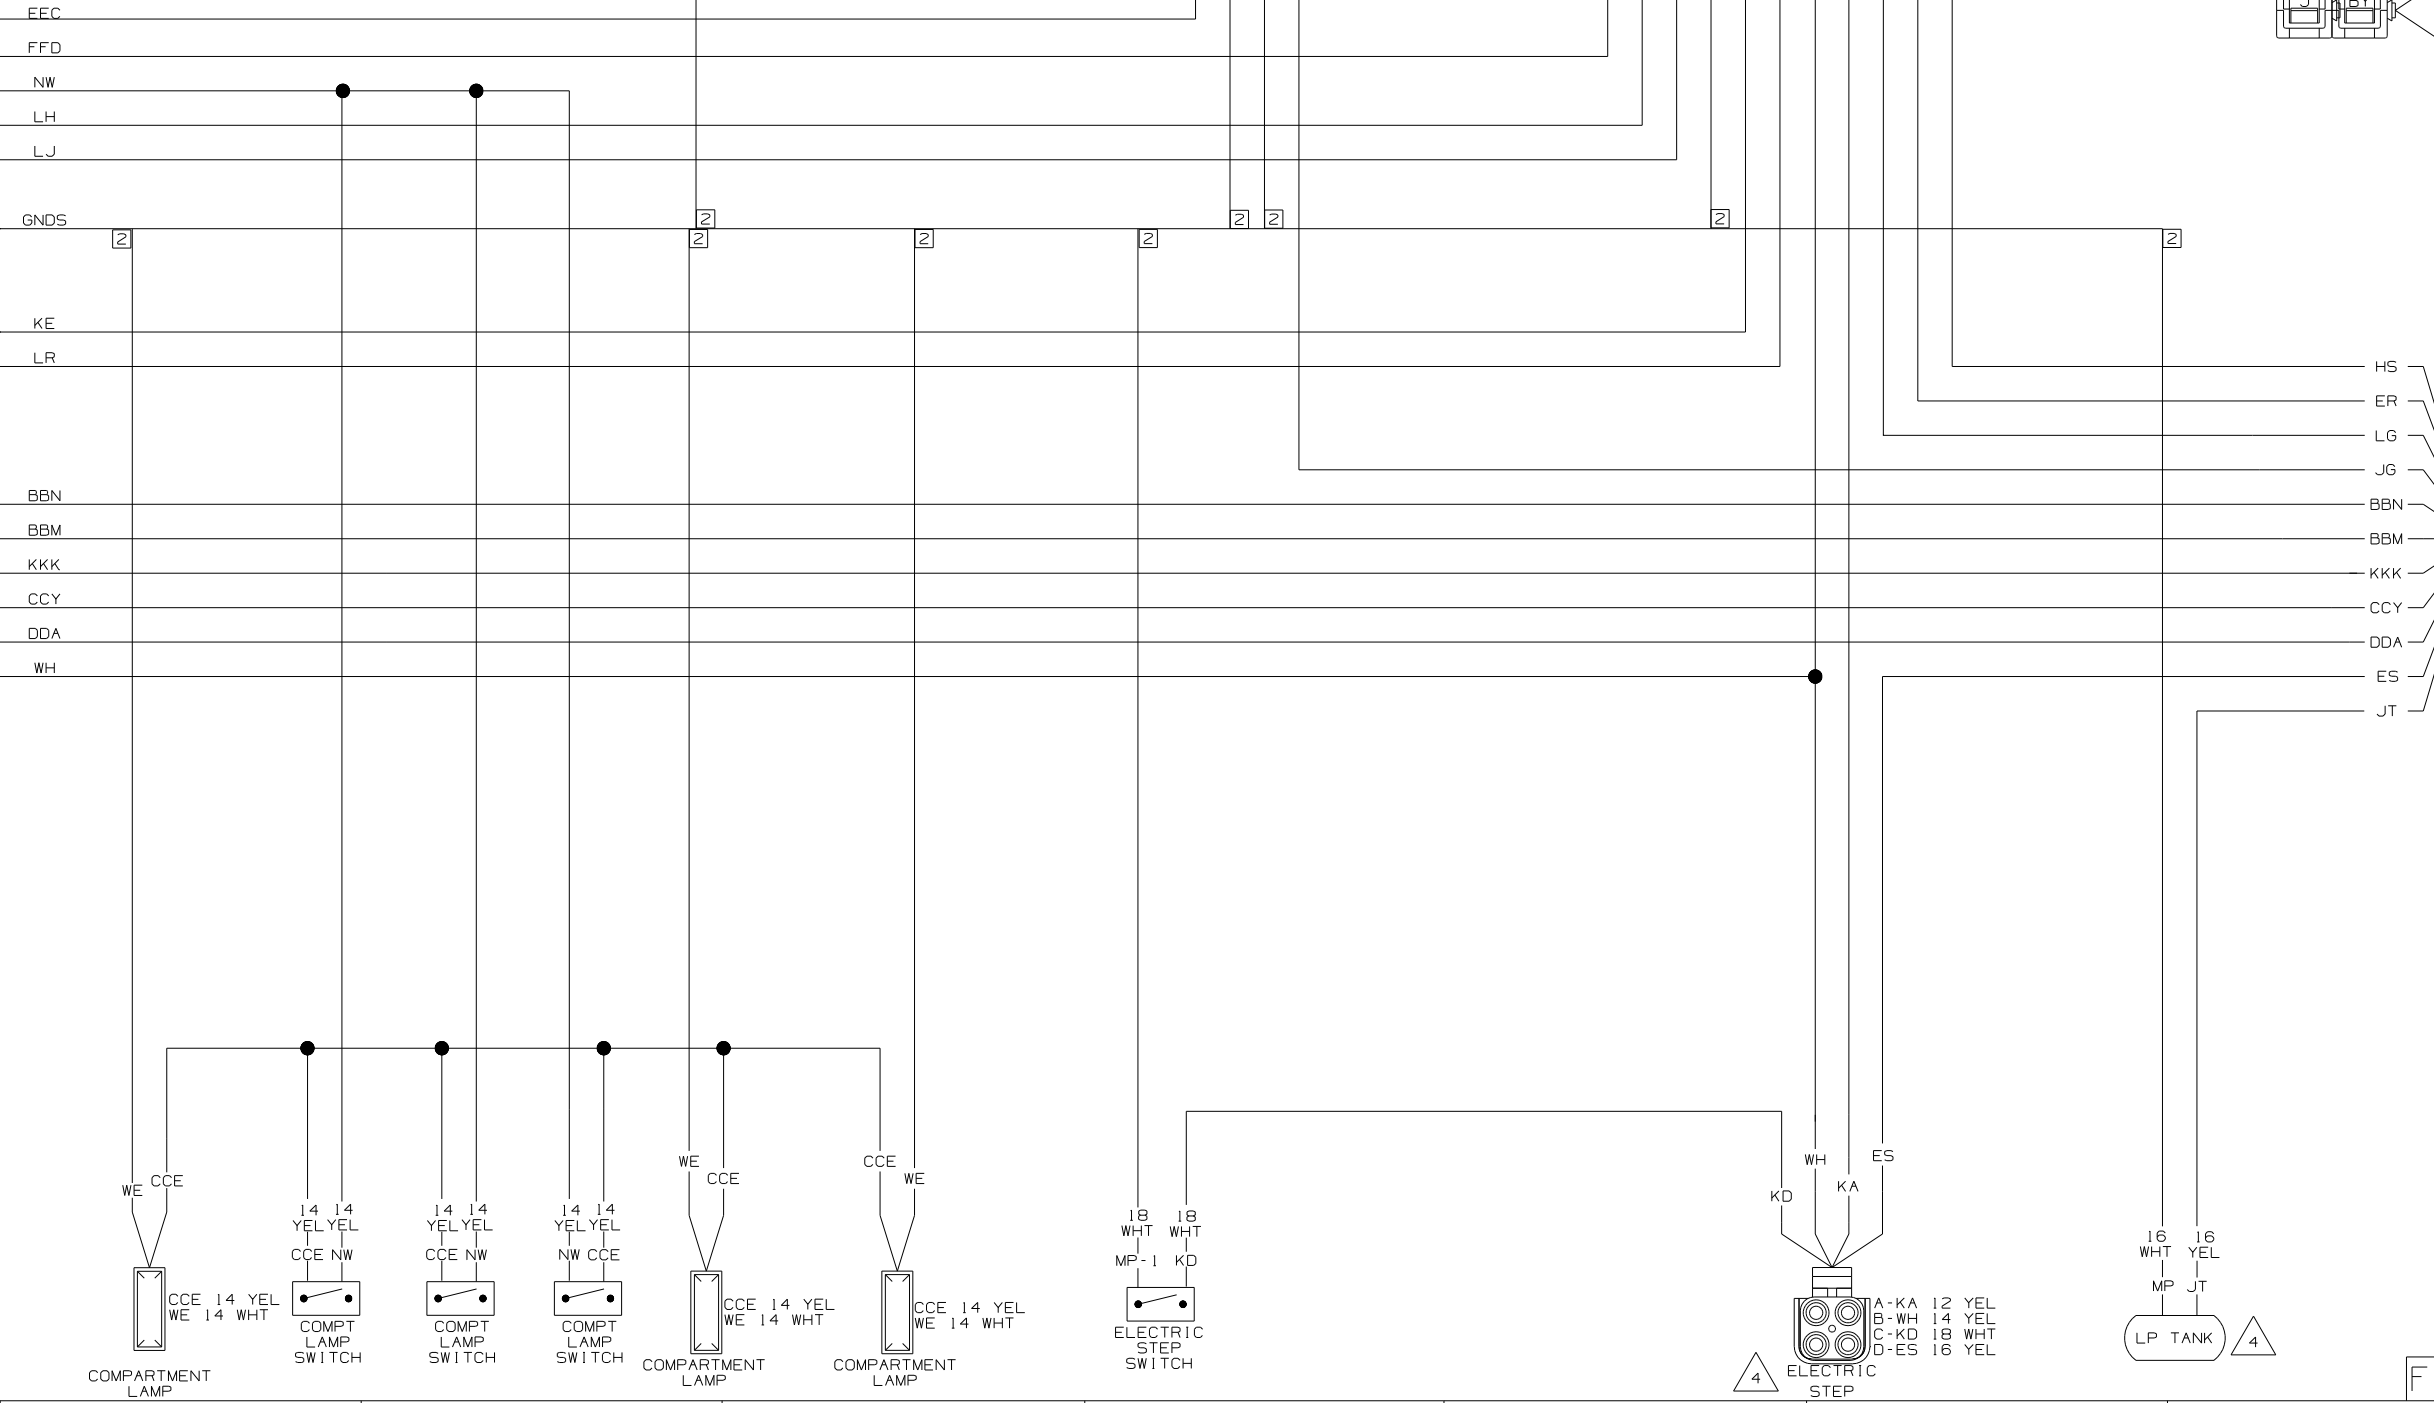 EEC
J BY
FFD
NW
LH
LJ
GNDS
2 2 2 2
2 2 2 2 2
KE
LR
HS
ER
LG
JG
BBN BBN
BBM BBM
KKK KKK
CCY CCY
DDA DDA
WH
ES
JT
WE CCE
14 YEL
14 YEL
CCE NW
14 YEL
14 YEL
CCE NW
14 YEL
14 YEL
NW CCE
WE CCE
CCE WE
18 WHT
18 WHT
MP-1 KD
KD WH KA ES
16 WHT
16 YEL
MP JT
CCE 14 YEL
WE 14 WHT
COMPARTMENT
LAMP
COMPT
LAMP
SWITCH
COMPT
LAMP
SWITCH
COMPT
LAMP
SWITCH
CCE 14 YEL
WE 14 WHT
COMPARTMENT
LAMP
CCE 14 YEL
WE 14 WHT
COMPARTMENT
LAMP
ELECTRIC
STEP
SWITCH
A-KA 12 YEL
B-WH 14 YEL
C-KD 18 WHT
D-ES 16 YEL
4
ELECTRIC
STEP
LP TANK
4
F